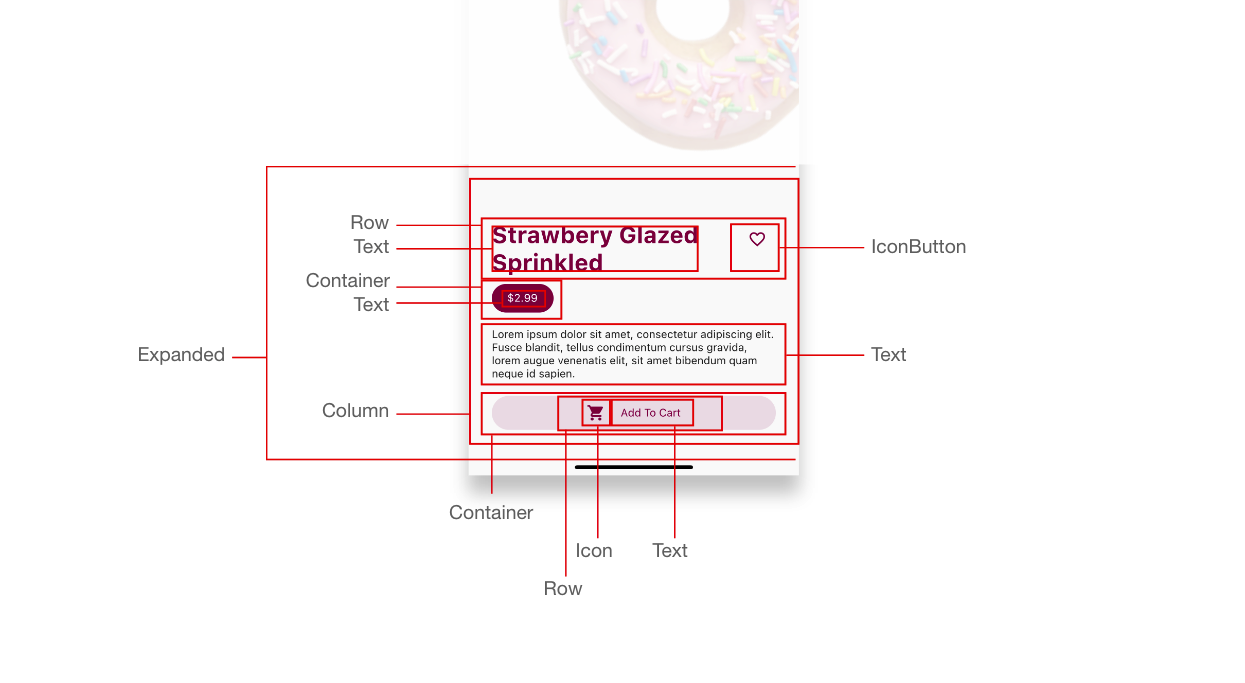 Row
Text
Strawbery Glazed
Sprinkled
IconButton
Container
Text
$2.99
Expanded
Lorem ipsum dolor sit amet, consectetur adipiscing elit.
Fusce blandit, tellus condimentum cursus gravida,
lorem augue venenatis elit, sit amet bibendum quam
neque id sapien.
Text
Column
Add To Cart
Container
Icon
Text
Row